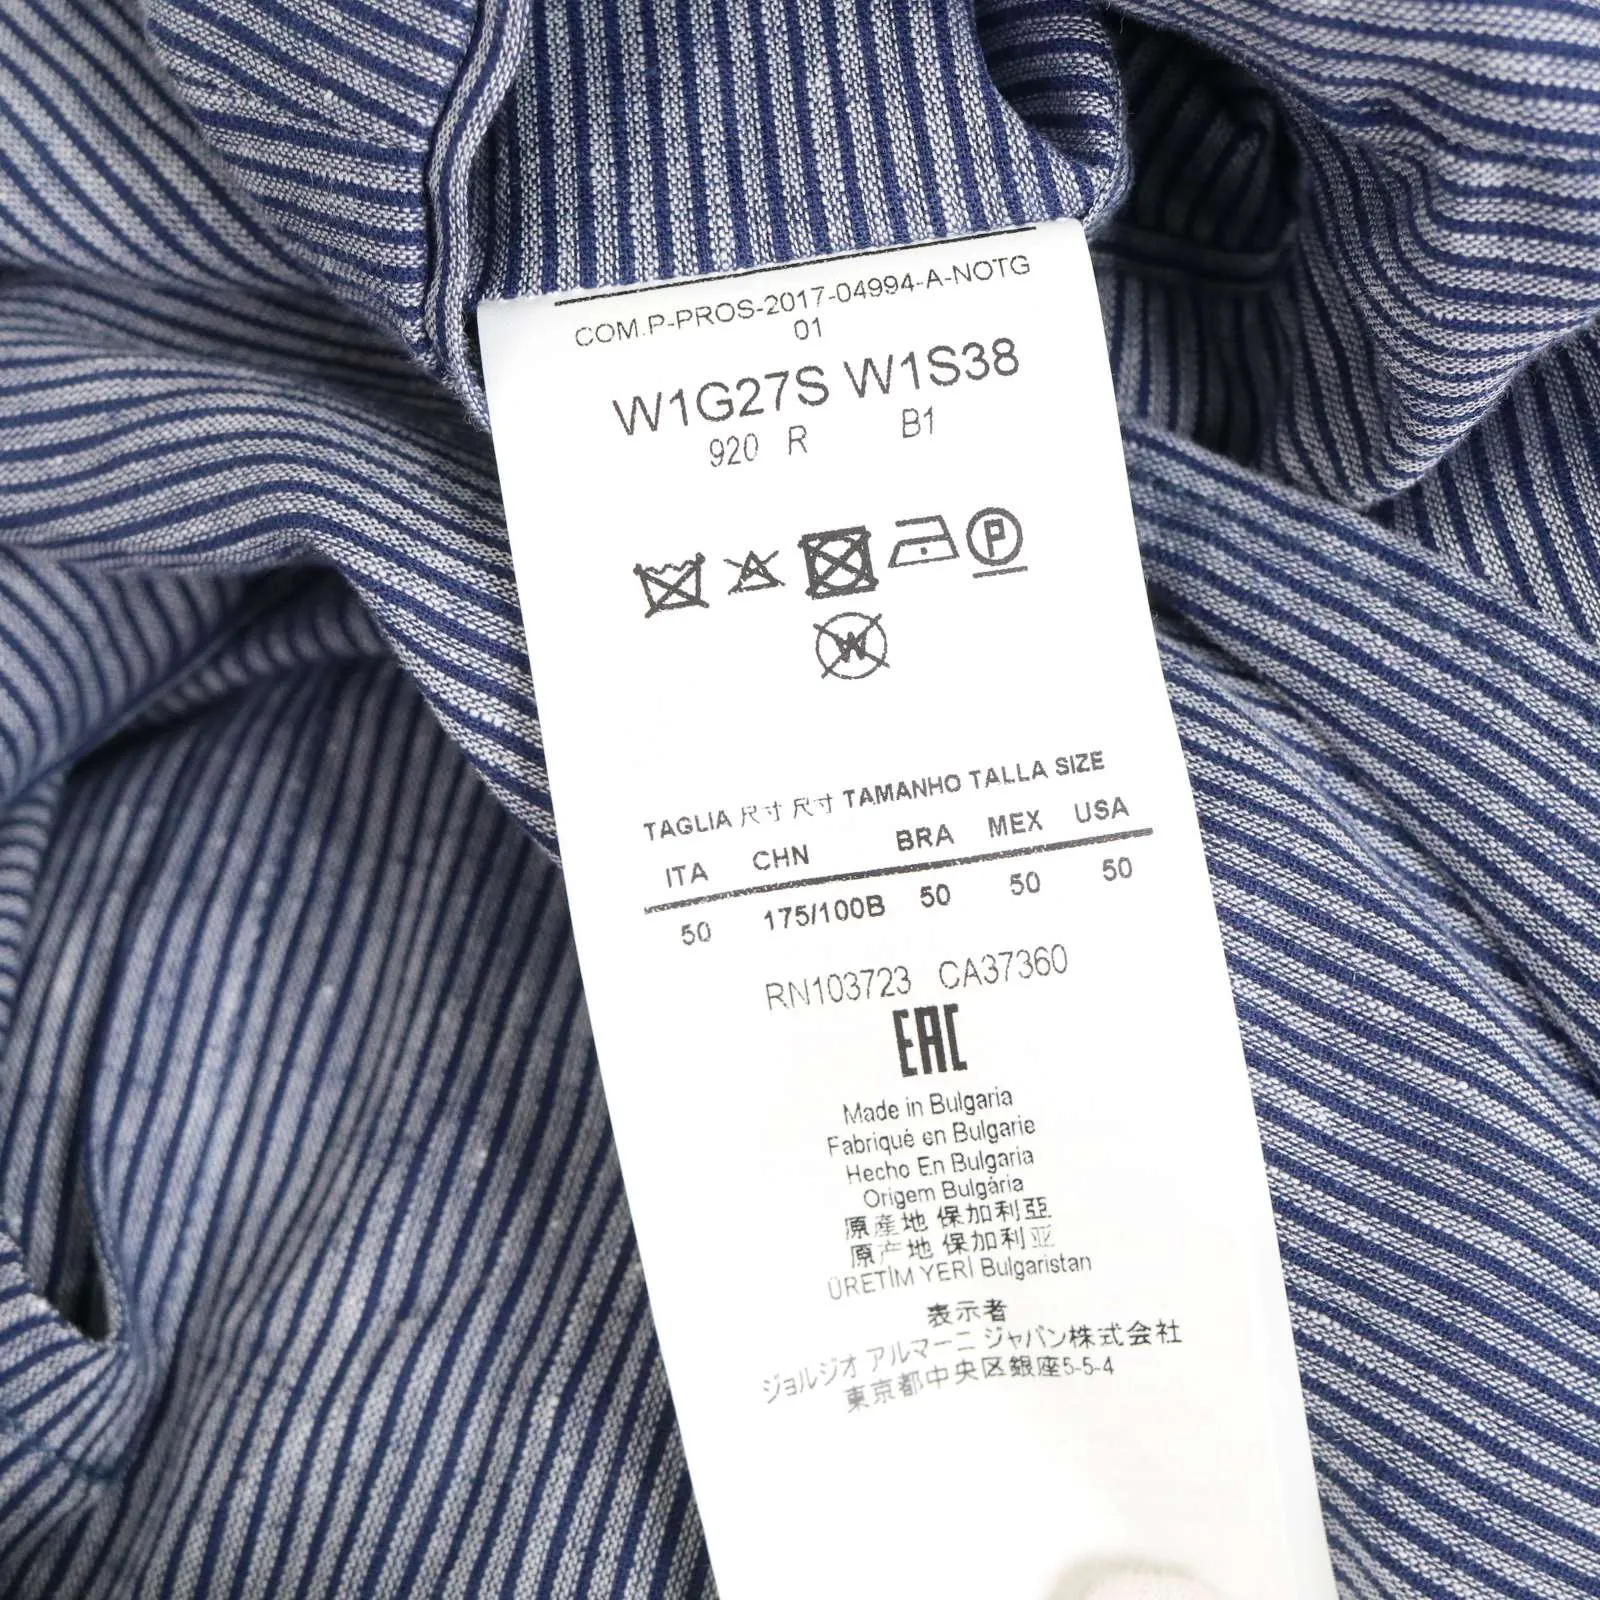 COM.P-PROS-2017-04994-A-NOTG
01
W1G27S W1S38
920 R B1
P
W
TAGLIA 尺寸 尺寸 TAMANHO TALLA SIZE
ITA CHN BRA MEX USA
50 175/100B 50 50 50
RN103723 CA37360
EAC
Made in Bulgaria
Fabriqué en Bulgarie
Hecho En Bulgaria
Origem Bulgária
原產地 保加利亞
原产地 保加利亚
ÜRETİM YERİ Bulgaristan
表示者
ジョルジオ アルマーニ ジャパン株式会社
東京都中央区銀座5-5-4